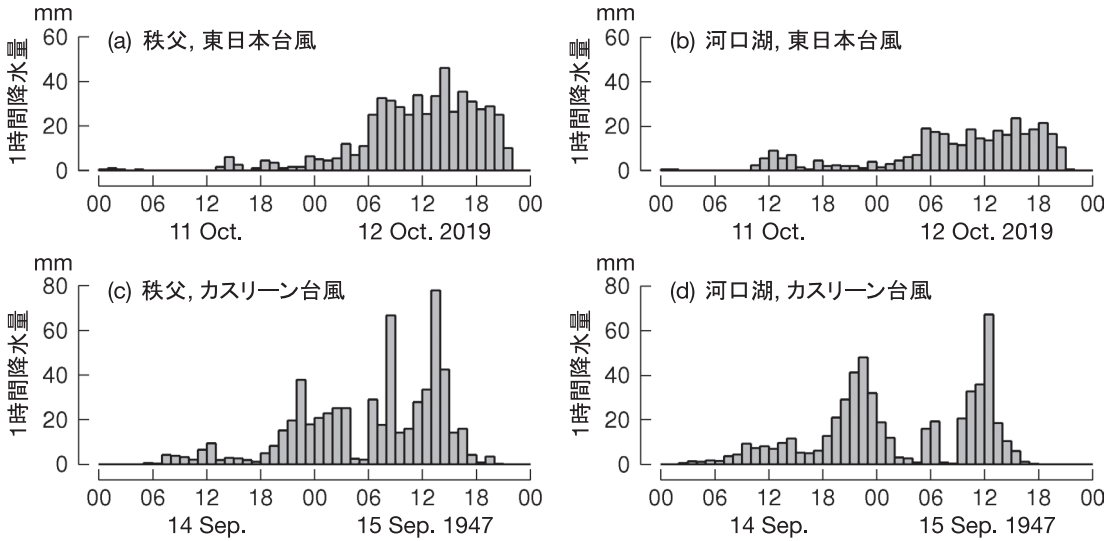 mm
1時間降水量
(a) 秩父, 東日本台風
60
40
20
0
00 06 12 18 00 06 12 18 00
11 Oct. 12 Oct. 2019
mm
1時間降水量
(b) 河口湖, 東日本台風
60
40
20
0
00 06 12 18 00 06 12 18 00
11 Oct. 12 Oct. 2019
mm
1時間降水量
(c) 秩父, カスリーン台風
80
60
40
20
0
00 06 12 18 00 06 12 18 00
14 Sep. 15 Sep. 1947
mm
1時間降水量
(d) 河口湖, カスリーン台風
80
60
40
20
0
00 06 12 18 00 06 12 18 00
14 Sep. 15 Sep. 1947